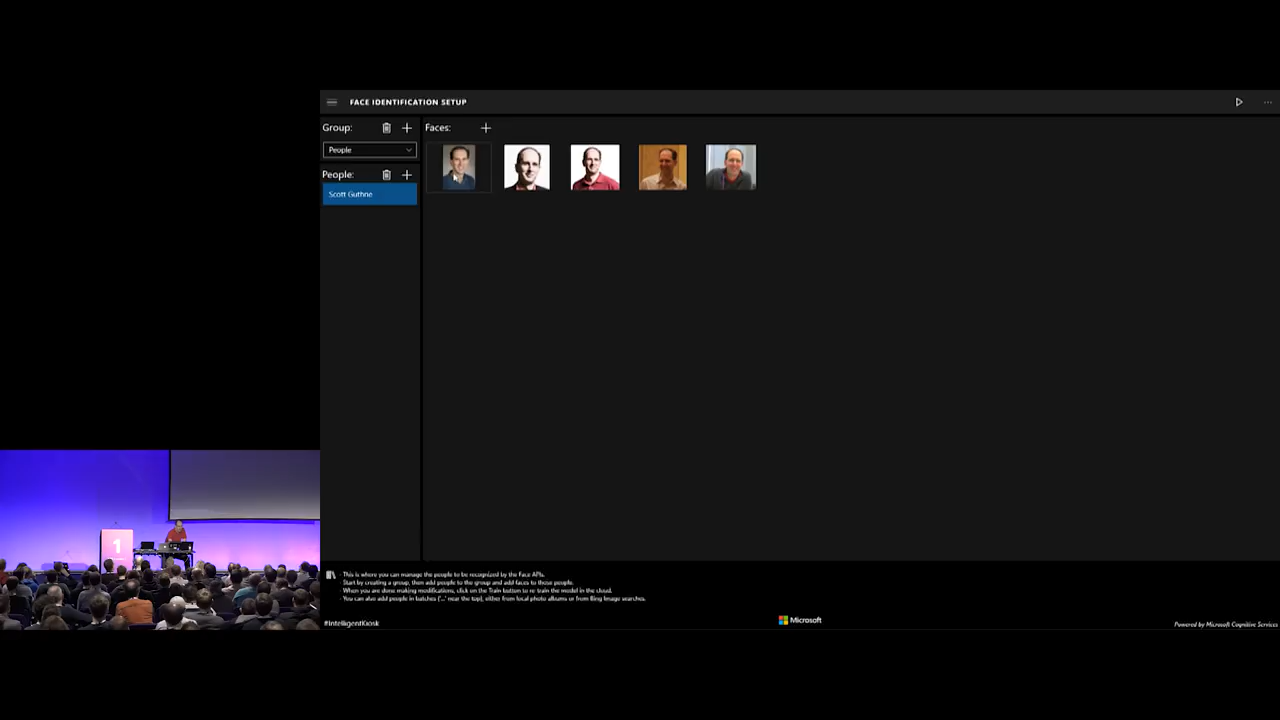 FACE IDENTIFICATION SETUP
Group:
Faces:
People
People:
Scott Guthrie
1
- This is where you can manage the people to be recognized by the Face APIs.
- Start by creating a group, then add people to the group and add faces to those people.
- When you are done making modifications, click on the Train button to re-train the model in the cloud.
- You can also add people in batches ('...' near the top), either from local photo albums or from Bing Image searches.
#IntelligentKiosk
Microsoft
Powered by Microsoft Cognitive Services